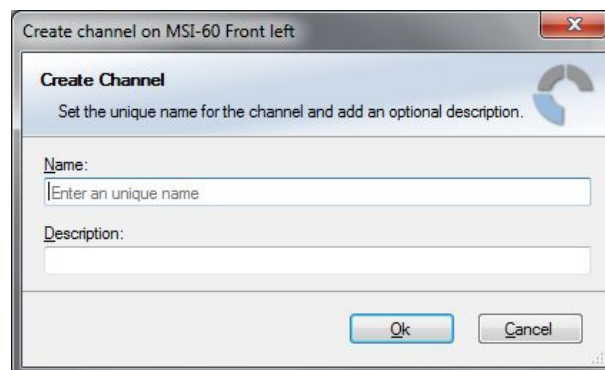 Create channel on MSI-60 Front left
Create Channel
Set the unique name for the channel and add an optional description.
Name:
Enter an unique name
Description:
Ok
Cancel